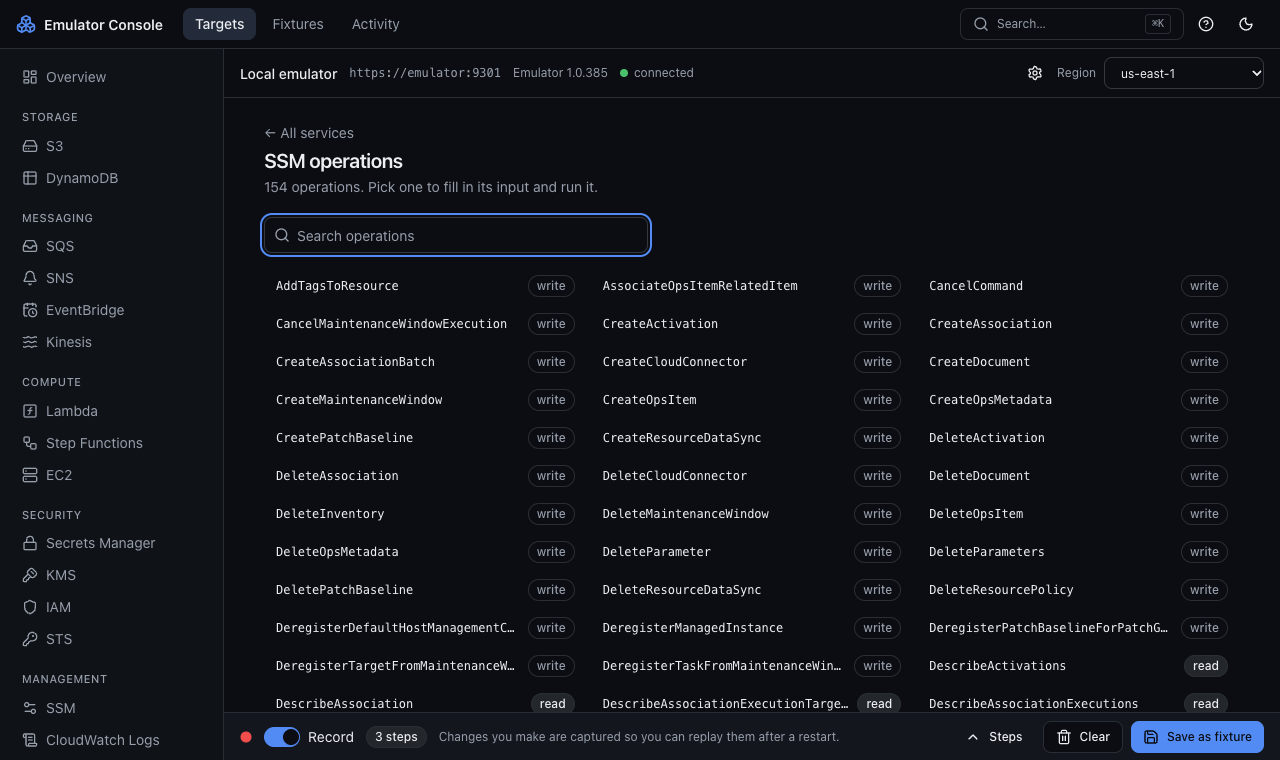 Emulator Console Targets Fixtures Activity Search... ⌘K
Local emulator https://emulator:9301 Emulator 1.0.385 connected Region us-east-1
Overview
STORAGE
S3
DynamoDB
MESSAGING
SQS
SNS
EventBridge
Kinesis
COMPUTE
Lambda
Step Functions
EC2
SECURITY
Secrets Manager
KMS
IAM
STS
MANAGEMENT
SSM
CloudWatch Logs
← All services
SSM operations
154 operations. Pick one to fill in its input and run it.
Search operations
AddTagsToResource write AssociateOpsItemRelatedItem write CancelCommand write
CancelMaintenanceWindowExecution write CreateActivation write CreateAssociation write
CreateAssociationBatch write CreateCloudConnector write CreateDocument write
CreateMaintenanceWindow write CreateOpsItem write CreateOpsMetadata write
CreatePatchBaseline write CreateResourceDataSync write DeleteActivation write
DeleteAssociation write DeleteCloudConnector write DeleteDocument write
DeleteInventory write DeleteMaintenanceWindow write DeleteOpsItem write
DeleteOpsMetadata write DeleteParameter write DeleteParameters write
DeletePatchBaseline write DeleteResourceDataSync write DeleteResourcePolicy write
DeregisterDefaultHostManagementC… write DeregisterManagedInstance write DeregisterPatchBaselineForPatchG… write
DeregisterTargetFromMaintenanceW… write DeregisterTaskFromMaintenanceWin… write DescribeActivations read
DescribeAssociation read DescribeAssociationExecutionTarge… read DescribeAssociationExecutions read
Record 3 steps Changes you make are captured so you can replay them after a restart. Steps Clear Save as fixture